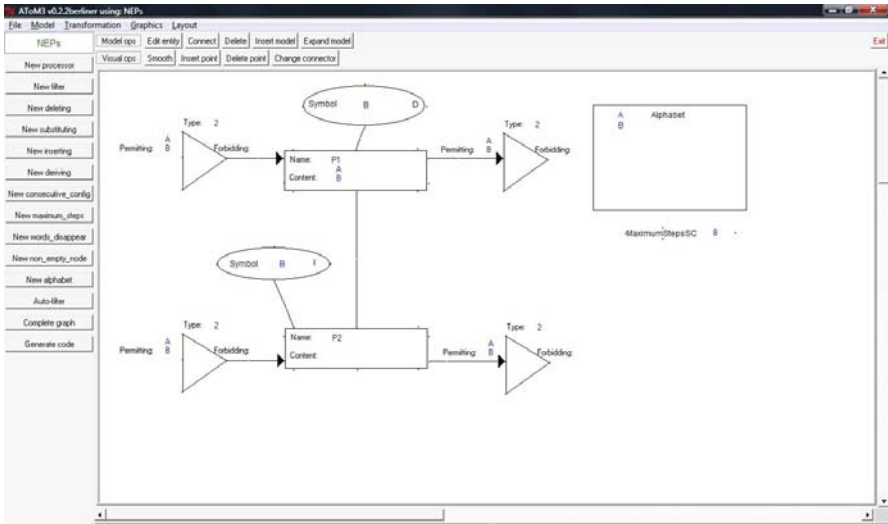 AToM3 v0.2.2berliner using: NEPs
File Model Transformation Graphics Layout
NEPs
Model ops Edit entity Connect Delete Insert model Expand model
Exit
Visual ops Smooth Insert point Delete point Change connector
New processor
New filter
New deleting
New substituting
New inserting
New deriving
New consecutive_config
New maximum_steps
New words_disappear
New non_empty_node
New alphabet
Auto-filter
Complete graph
Generate code
Symbol B D
Type: 2
Permiting: A
B
Forbidding:
Name: P1
Content: A
B
Permiting: A
B
Type: 2
Forbidding:
A Alphabet
B
MaximumStepsSC 8
Symbol B I
Type: 2
Permiting: A
B
Forbidding:
Name: P2
Content:
Permiting: A
B
Type: 2
Forbidding: